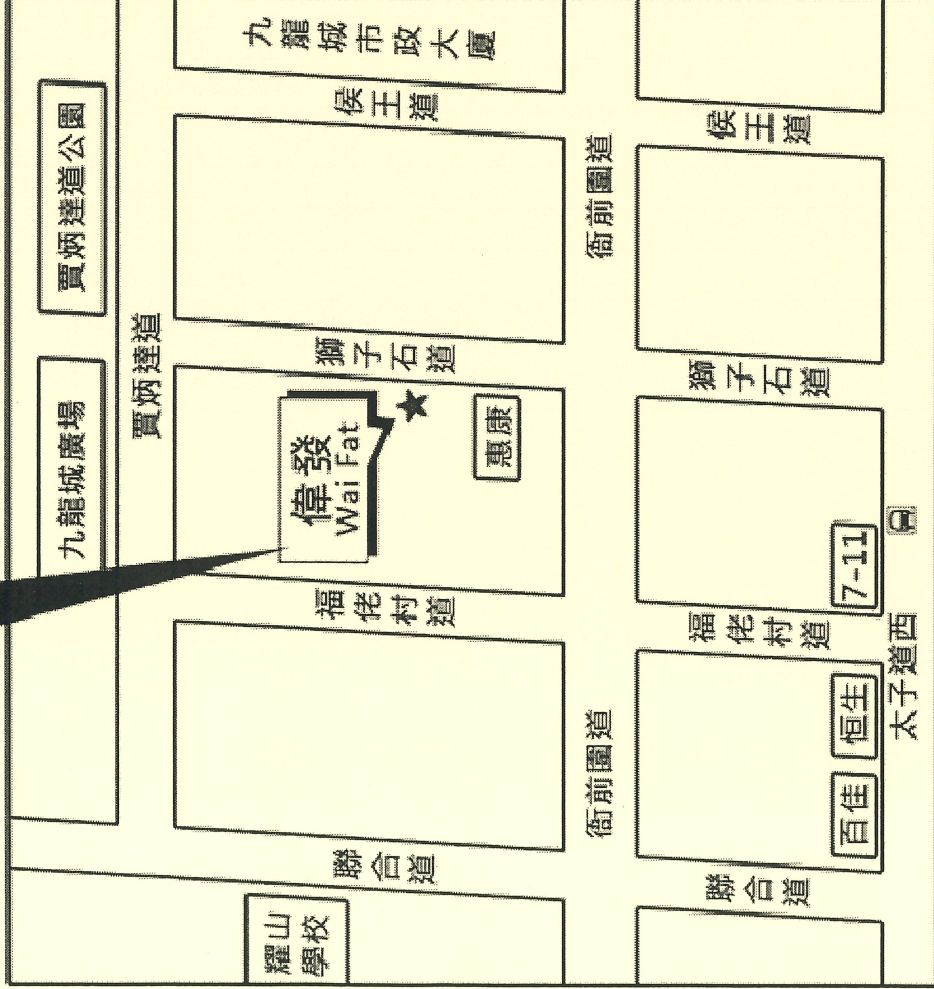 九龍城廣場
賈炳達道公園
賈炳達道
耀山
學校
聯合道
福佬村道
偉發
Wai Fat
獅子石道
侯王道
九龍城市政大廈
惠康
衙前圍道
衙前圍道
聯合道
福佬村道
獅子石道
侯王道
百佳
恒生
7-11
太子道西